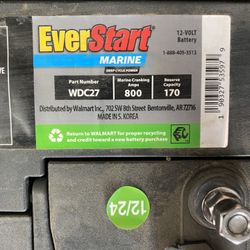 EverStart
MARINE
DEEP CYCLE POWER
12-VOLT
Battery
1-888-405-3513
Part Number
WDC27
Marine Cranking
Amps
800
Reserve
Capacity
170
Distributed by Walmart Inc., 702 SW 8th Street Bentonville, AR 72716
MADE IN S. KOREA
Return to WALMART for proper recycling
and credit toward a new battery
12/24